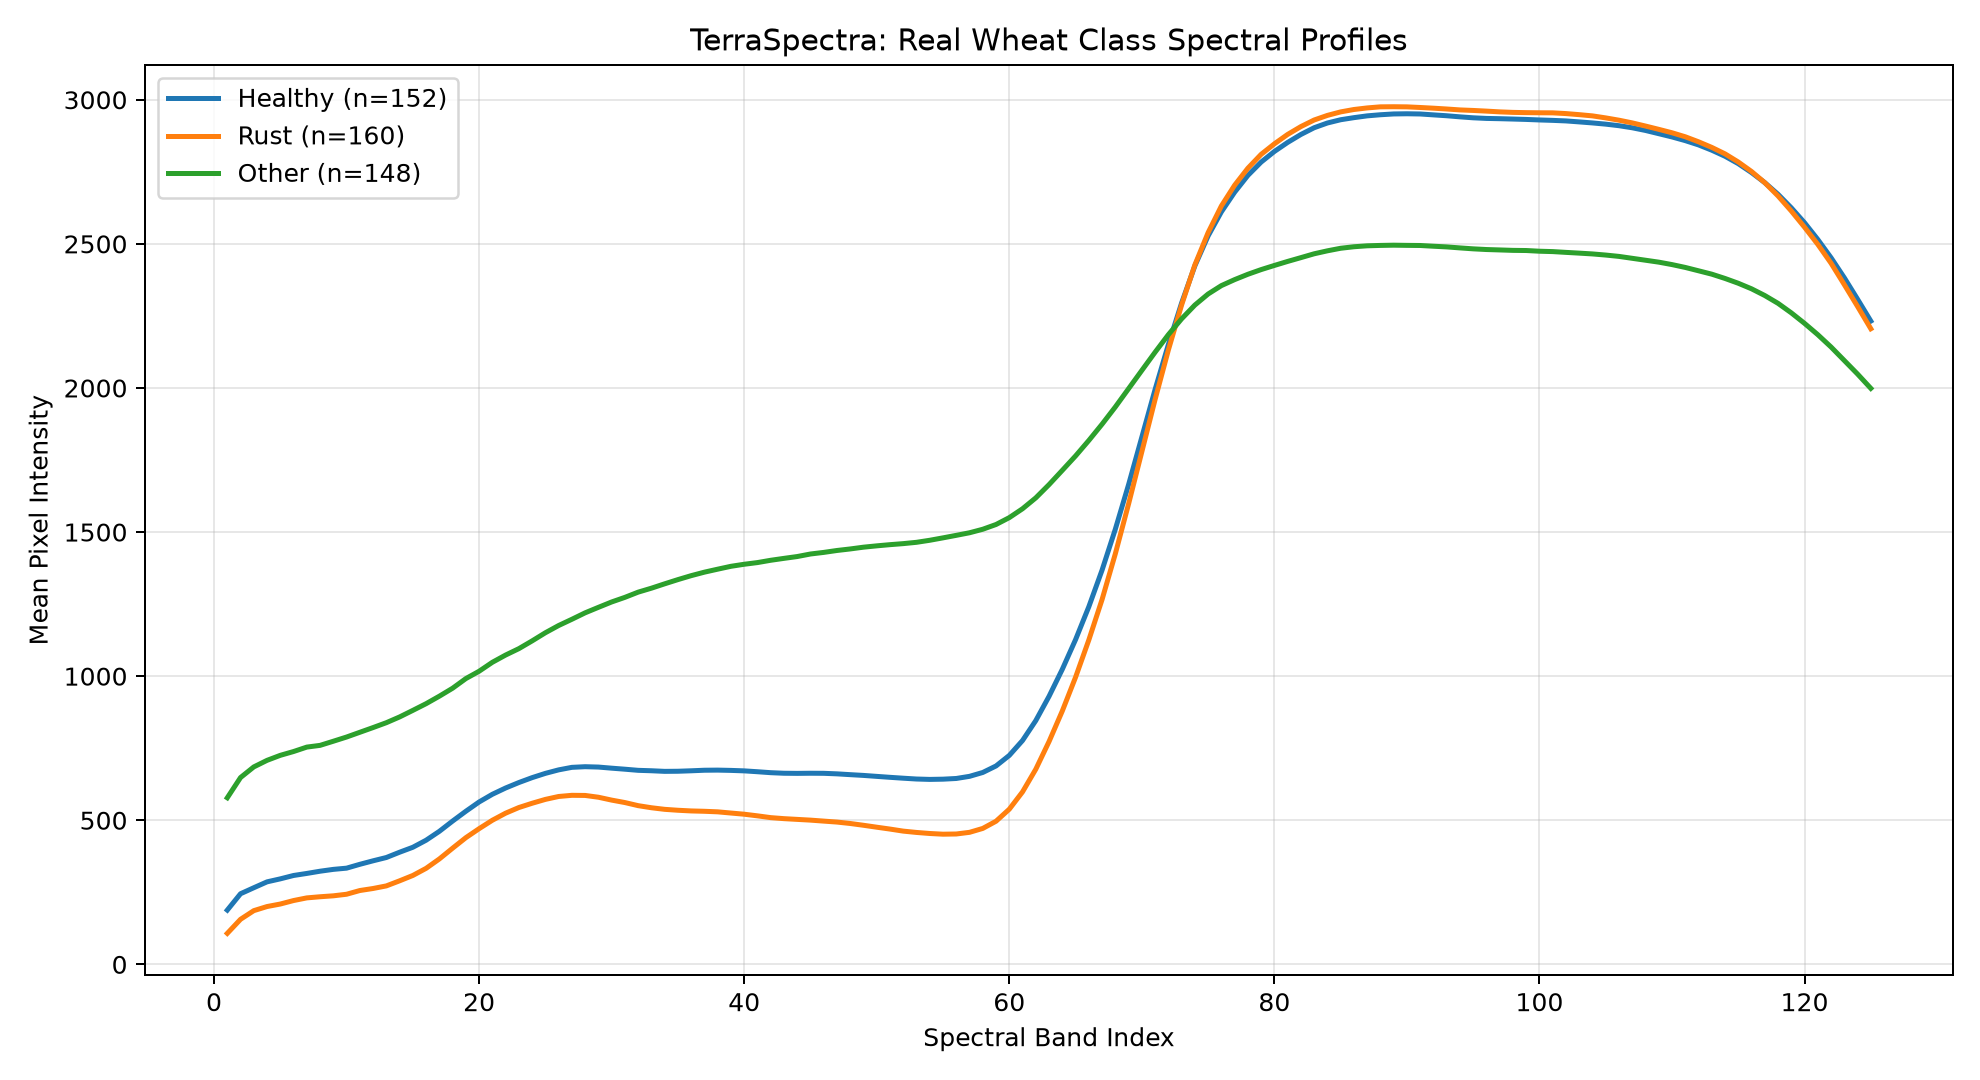 TerraSpectra: Real Wheat Class Spectral Profiles
Healthy (n=152)
Rust (n=160)
Other (n=148)
Mean Pixel Intensity
3000
2500
2000
1500
1000
500
0
0 20 40 60 80 100 120
Spectral Band Index